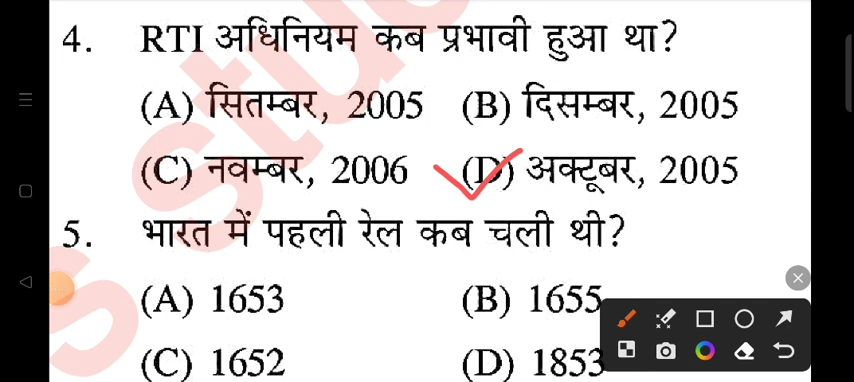 4. RTI अधिनियम कब प्रभावी हुआ था?
(A) सितम्बर, 2005 (B) दिसम्बर, 2005
(C) नवम्बर, 2006 (D) अक्टूबर, 2005
5. भारत में पहली रेल कब चली थी?
(A) 1653 (B) 1655
(C) 1652 (D) 1853